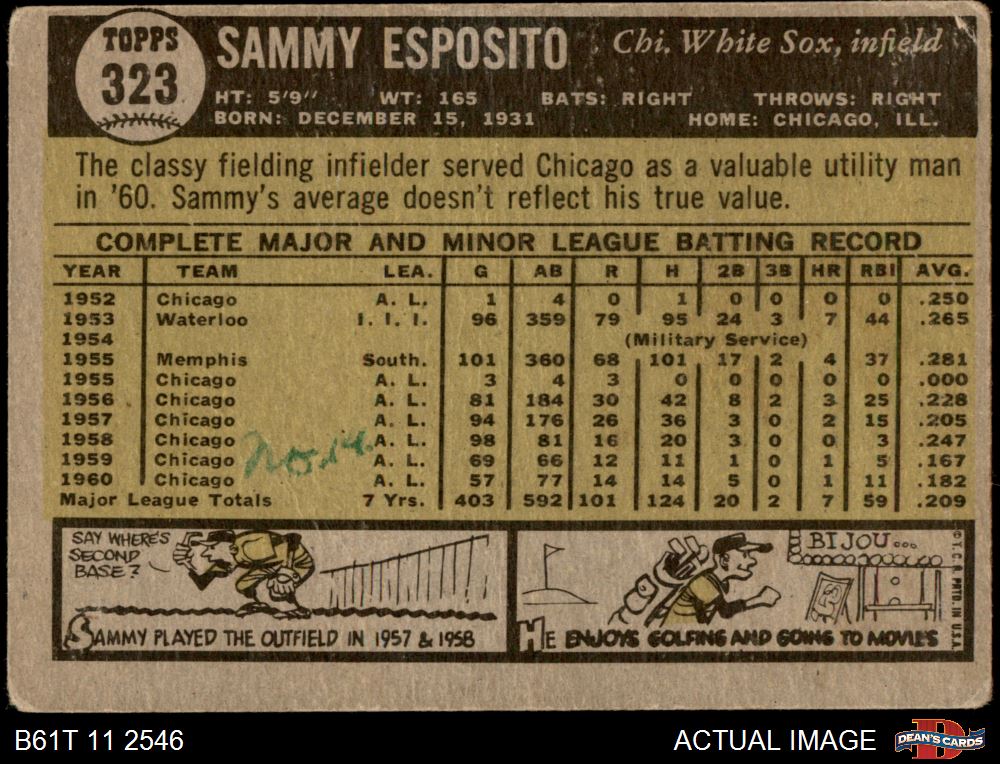 TOPPS
323
SAMMY ESPOSITO
Chi. White Sox, infield
HT: 5'9" WT: 165 BATS: RIGHT THROWS: RIGHT
BORN: DECEMBER 15, 1931 HOME: CHICAGO, ILL.
The classy fielding infielder served Chicago as a valuable utility man
in '60. Sammy's average doesn't reflect his true value.
COMPLETE MAJOR AND MINOR LEAGUE BATTING RECORD
YEAR TEAM LEA. G AB R H 2B 3B HR RBI AVG.
1952 Chicago A. L. 1 4 0 1 0 0 0 0 .250
1953 Waterloo I. I. I. 96 359 79 95 24 3 7 44 .265
1954 (Military Service)
1955 Memphis South. 101 360 68 101 17 2 4 37 .281
1955 Chicago A. L. 3 4 3 0 0 0 0 0 .000
1956 Chicago A. L. 81 184 30 42 8 2 3 25 .228
1957 Chicago A. L. 94 176 26 36 3 0 2 15 .205
1958 Chicago A. L. 98 81 16 20 3 0 0 3 .247
1959 Chicago A. L. 69 66 12 11 1 0 1 5 .167
1960 Chicago A. L. 57 77 14 14 5 0 1 11 .182
Major League Totals 7 Yrs. 403 592 101 124 20 2 7 59 .209
SAY WHERE'S
SECOND
BASE?
SAMMY PLAYED THE OUTFIELD IN 1957 & 1958
BIJOU...
HE ENJOYS GOLFING AND GOING TO MOVIES
© T.C.G. PRTD. IN U.S.A.
B61T 11 2546
ACTUAL IMAGE
DEAN'S CARDS